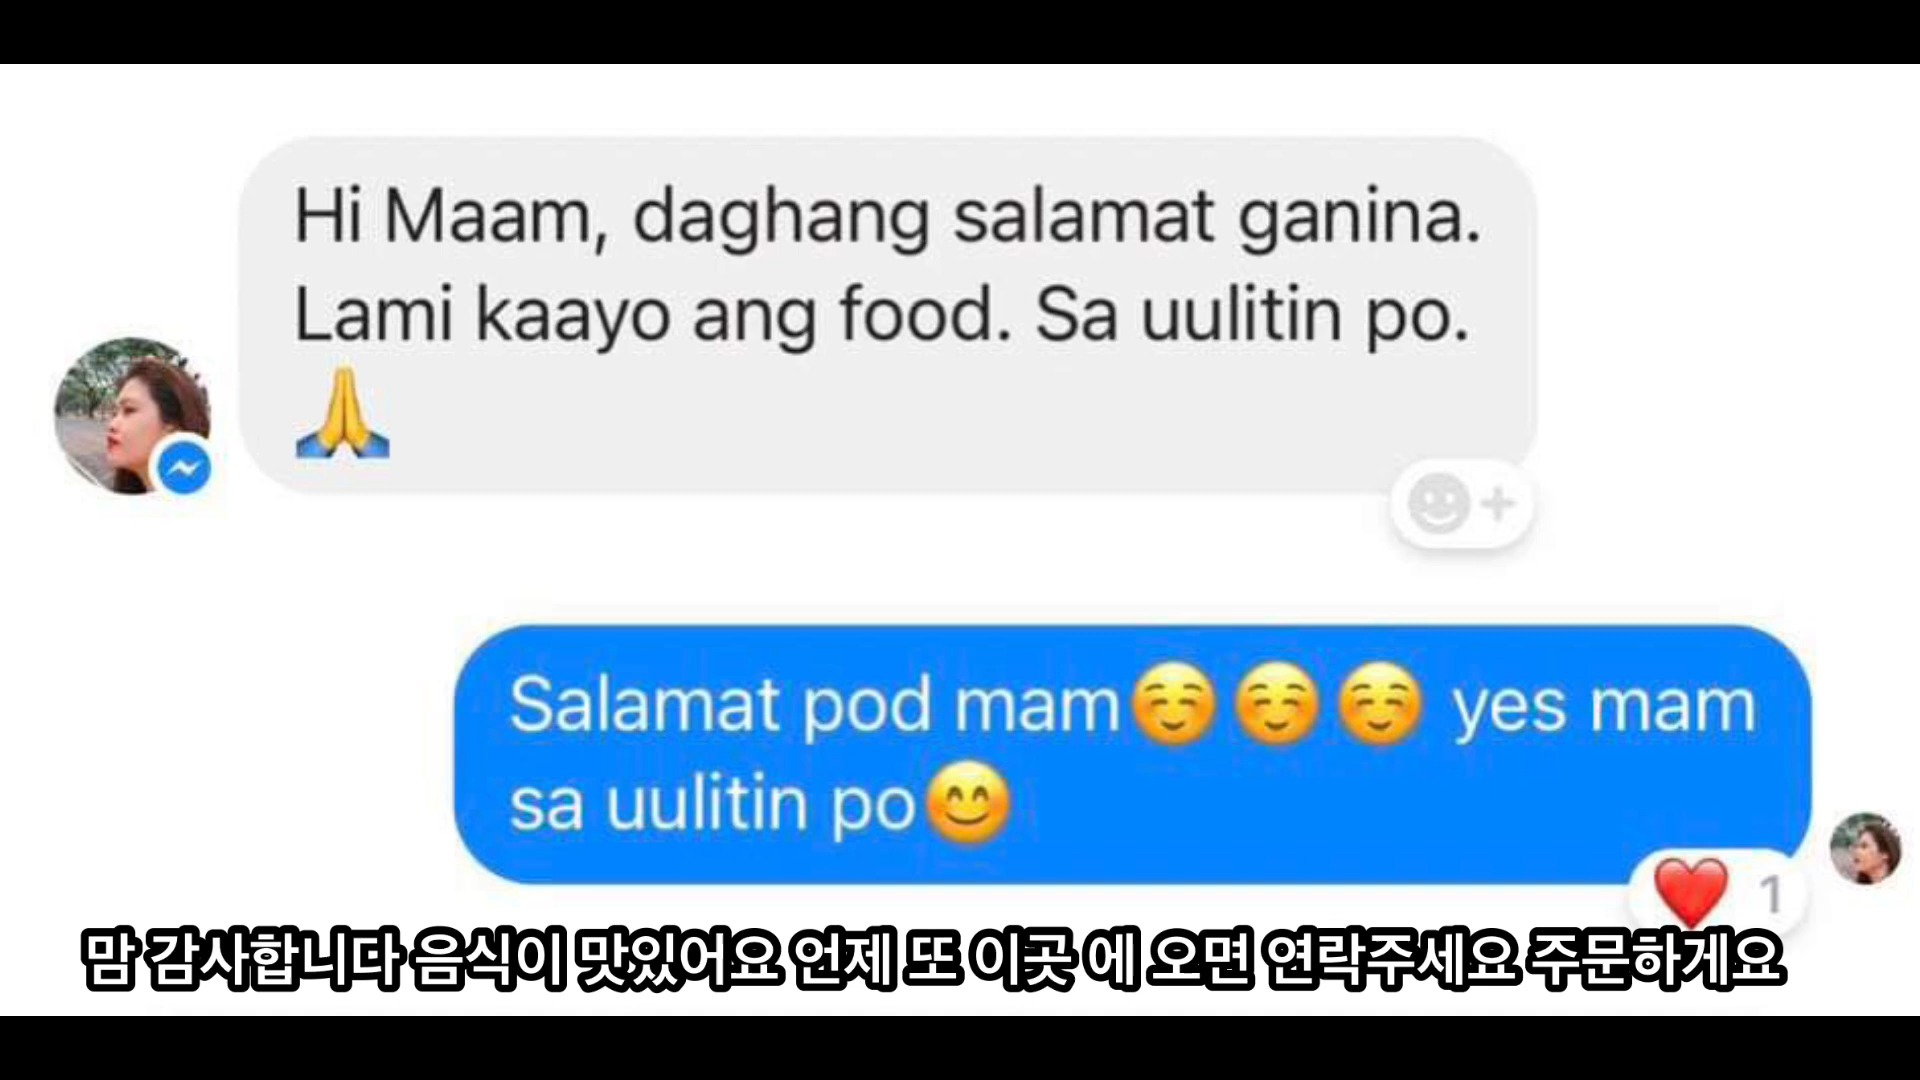 Hi Maam, daghang salamat ganina.
Lami kaayo ang food. Sa uulitin po.
🙏
Salamat pod mam☺️☺️☺️ yes mam
sa uulitin po😊
❤️ 1
맘 감사합니다 음식이 맛있어요 언제 또 이곳 에 오면 연락주세요 주문하게요